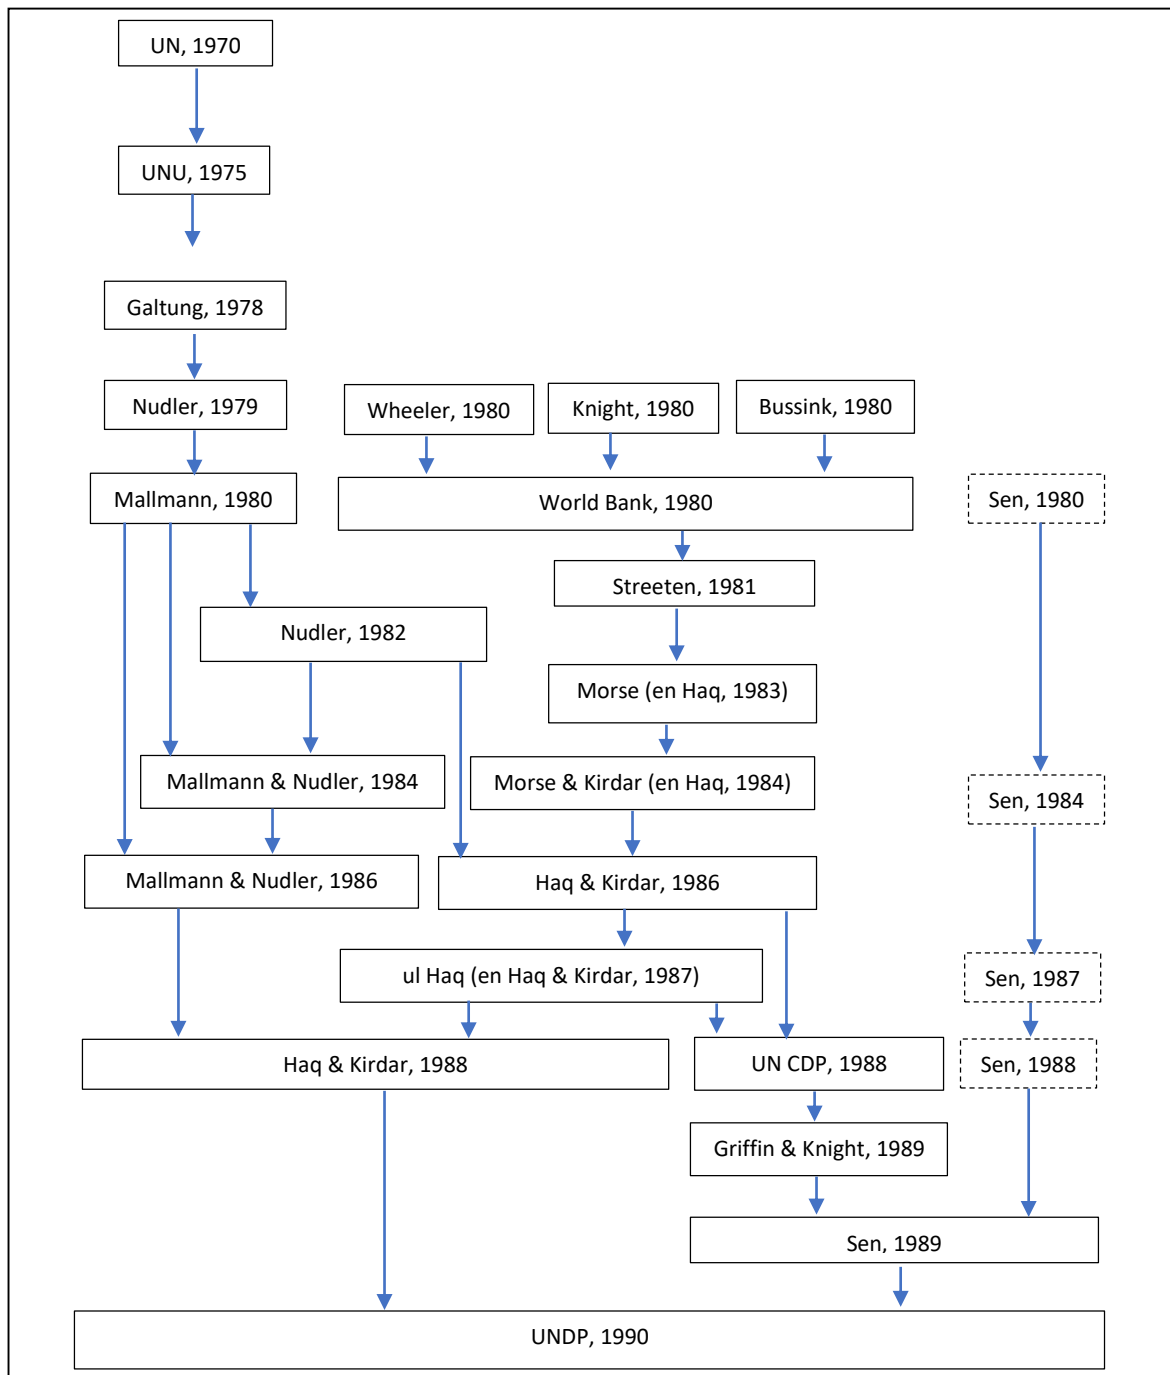 UN, 1970
UNU, 1975
Galtung, 1978
Nudler, 1979
Wheeler, 1980
Knight, 1980
Bussink, 1980
Mallmann, 1980
World Bank, 1980
Sen, 1980
Streeten, 1981
Nudler, 1982
Morse (en Haq, 1983)
Mallmann & Nudler, 1984
Morse & Kirdar (en Haq, 1984)
Sen, 1984
Mallmann & Nudler, 1986
Haq & Kirdar, 1986
ul Haq (en Haq & Kirdar, 1987)
Sen, 1987
Haq & Kirdar, 1988
UN CDP, 1988
Sen, 1988
Griffin & Knight, 1989
Sen, 1989
UNDP, 1990